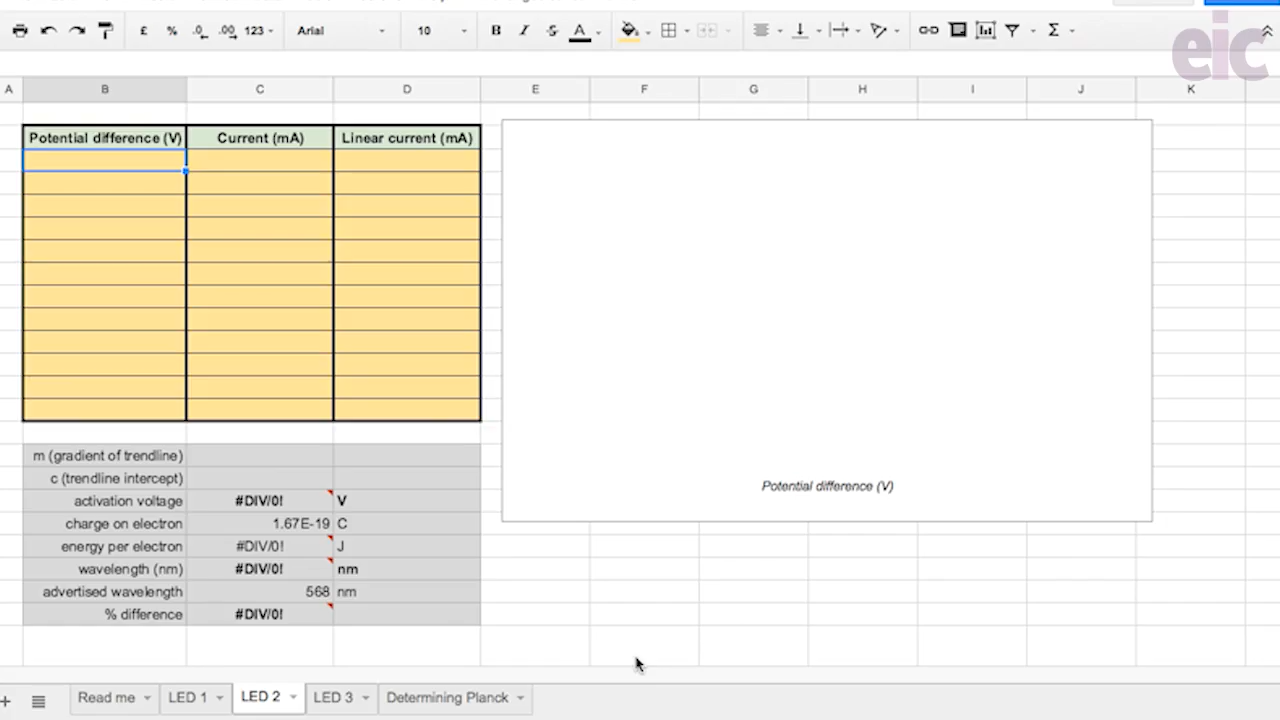 £ % .0 .00 123 Arial 10 B I S A Σ
eic
A B C D E F G H I J K
Potential difference (V) Current (mA) Linear current (mA)
Potential difference (V)
m (gradient of trendline)
c (trendline intercept)
activation voltage #DIV/0! V
charge on electron 1.67E-19 C
energy per electron #DIV/0! J
wavelength (nm) #DIV/0! nm
advertised wavelength 568 nm
% difference #DIV/0!
+ Read me LED 1 LED 2 LED 3 Determining Planck